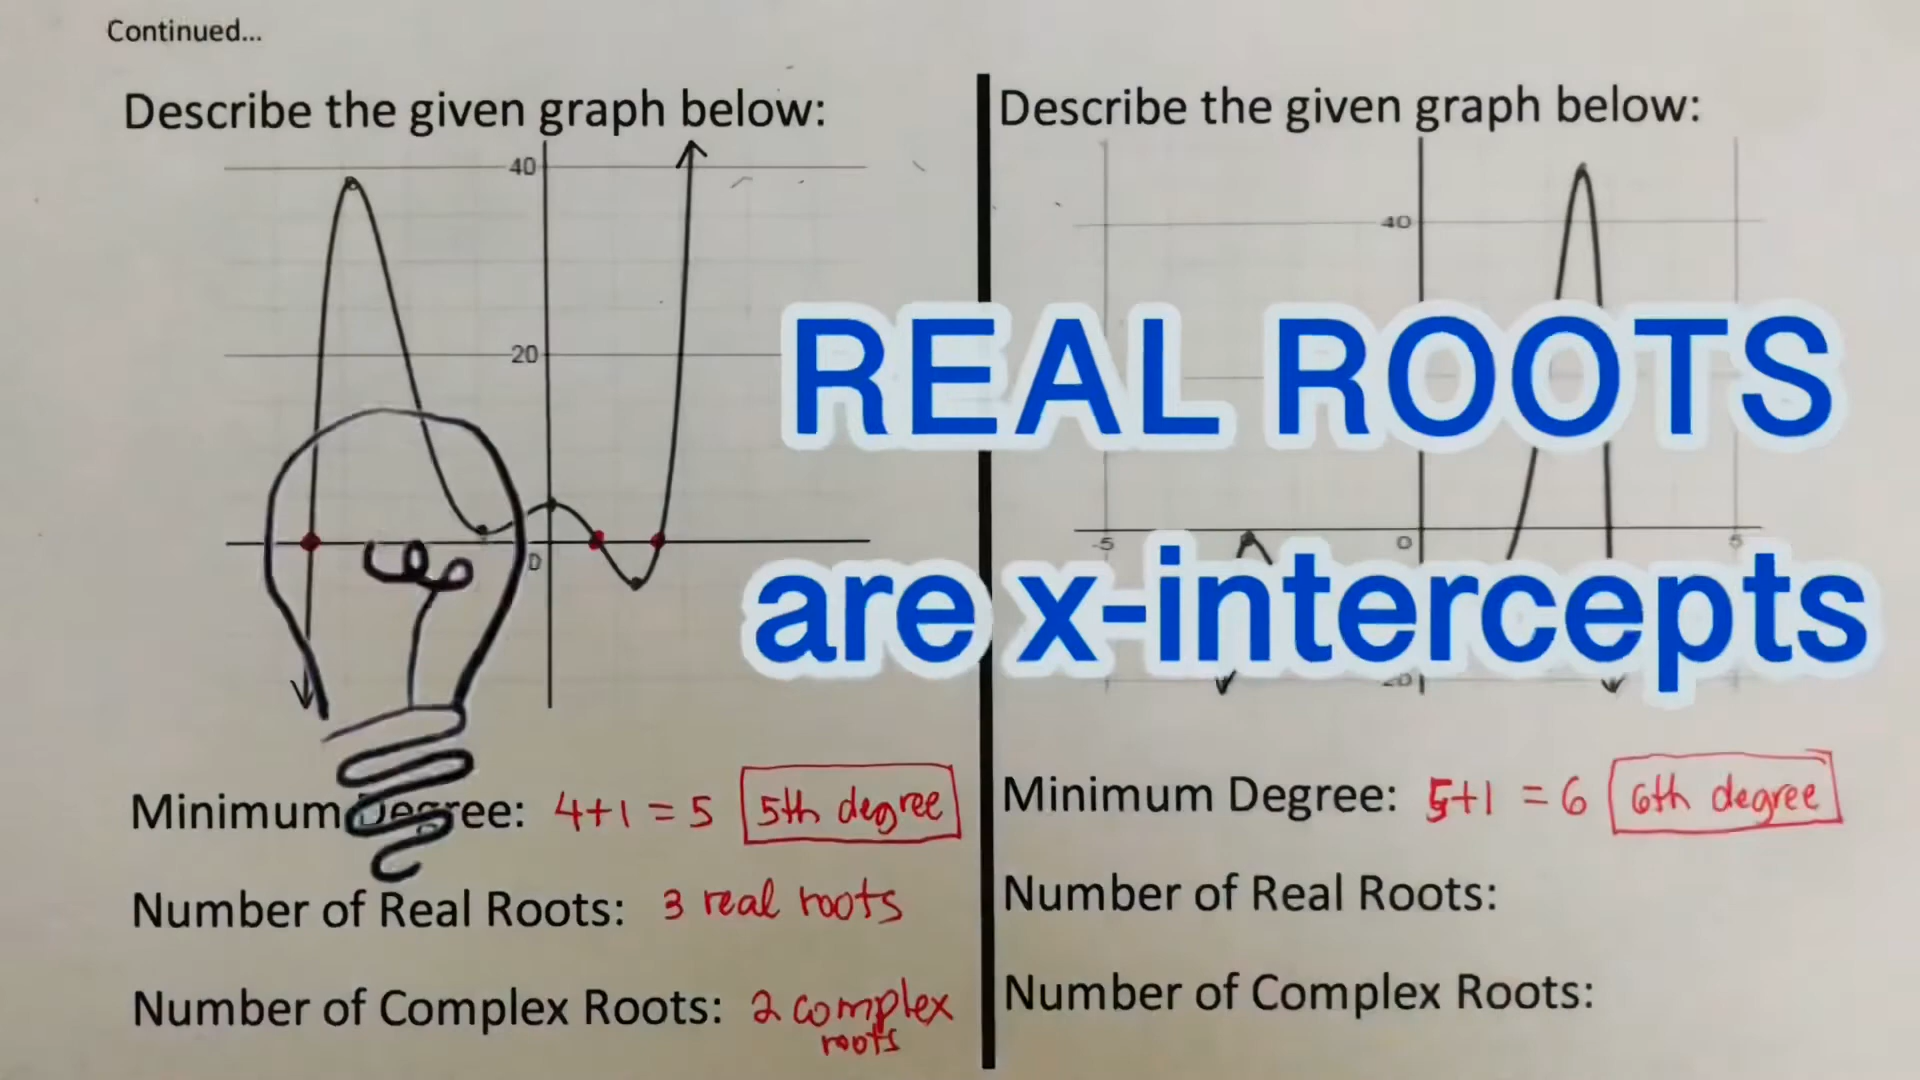 Continued...
Describe the given graph below:
40
20
0
Minimum Degree: 4+1 = 5 5th degree
Number of Real Roots: 3 real roots
Number of Complex Roots: 2 complex
roots
Describe the given graph below:
40
-5
0
5
REAL ROOTS
are x-intercepts
Minimum Degree: 5+1 = 6 6th degree
Number of Real Roots:
Number of Complex Roots: